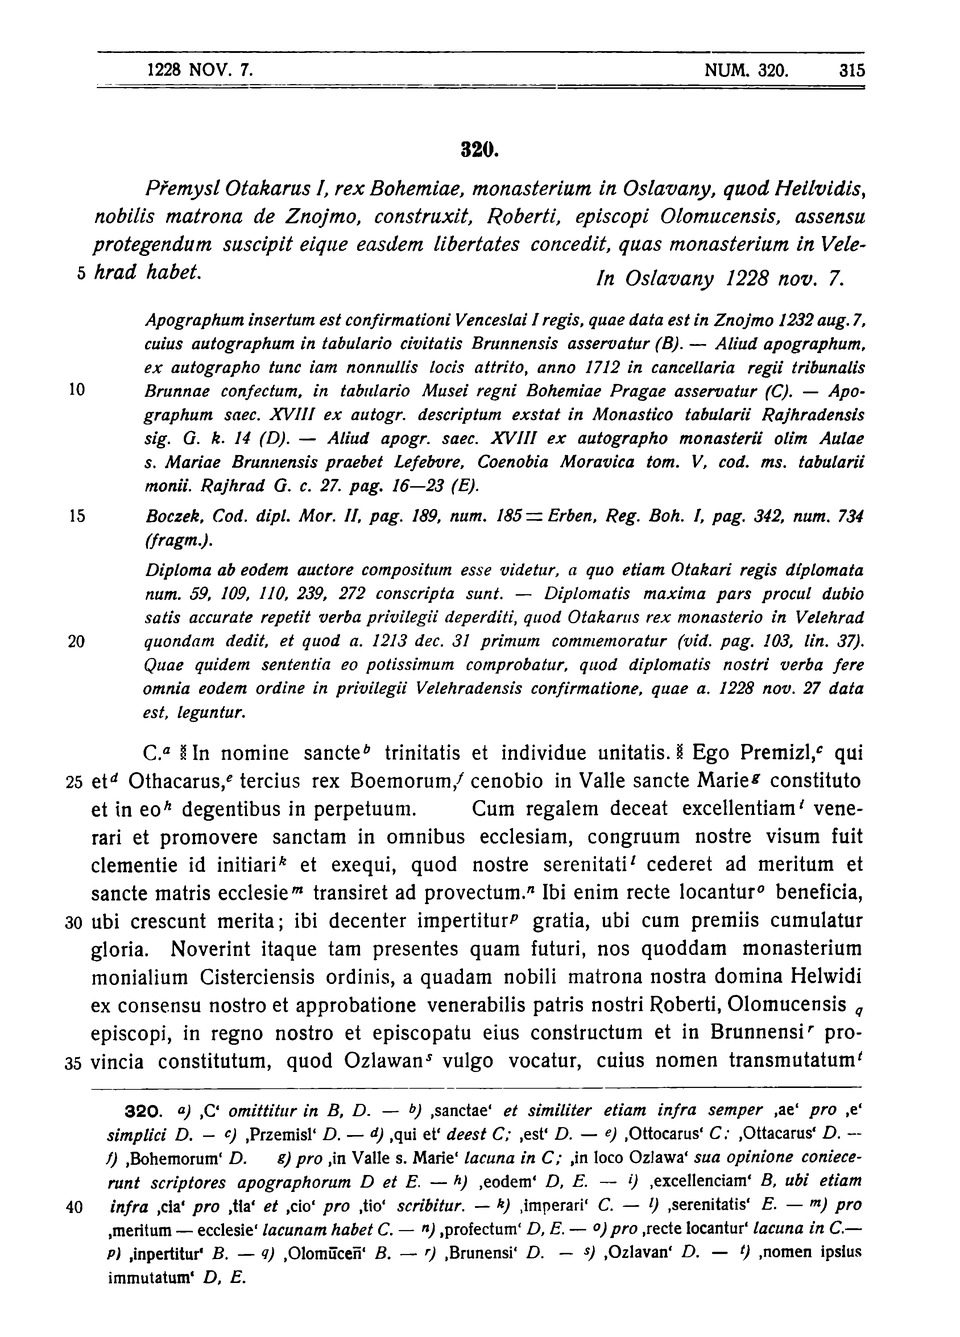 1228 NOV. 7. NUM. 320. 315
320.
Přemysl Otakarus I, rex Bohemiae, monasterium in Oslavany, quod Heilvidis,
nobilis matrona de Znojmo, construxit, Roberti, episcopi Olomucensis, assensu
protegendum suscipit eique easdem libertates concedit, quas monasterium in Vele-
5 hrad habet. In Oslavany 1228 nov. 7.
Apographum insertum est confirmationi Venceslai I regis, quae data est in Znojmo 1232 aug. 7,
cuius autographum in tabulario civitatis Brunnensis asservatur (B). — Aliud apographum,
ex autographo tunc iam nonnullis locis attrito, anno 1712 in cancellaria regii tribunalis
10 Brunnae confectum, in tabulario Musei regni Bohemiae Pragae asservatur (C). — Apo-
graphum saec. XVIII ex autogr. descriptum exstat in Monastico tabularii Rajhradensis
sig. G. k. 14 (D). — Aliud apogr. saec. XVIII ex autographo monasterii olim Aulae
s. Mariae Brunnensis praebet Lefebvre, Coenobia Moravica tom. V, cod. ms. tabularii
monii. Rajhrad G. c. 27. pag. 16—23 (E).
15 Boczek, Cod. dipl. Mor. II, pag. 189, num. 185 = Erben, Reg. Boh. I, pag. 342, num. 734
(fragm.).
Diploma ab eodem auctore compositum esse videtur, a quo etiam Otakari regis diplomata
num. 59, 109, 110, 239, 272 conscripta sunt. — Diplomatis maxima pars procul dubio
satis accurate repetit verba privilegii deperditi, quod Otakarus rex monasterio in Velehrad
20 quondam dedit, et quod a. 1213 dec. 31 primum commemoratur (vid. pag. 103, lin. 37).
Quae quidem sententia eo potissimum comprobatur, quod diplomatis nostri verba fere
omnia eodem ordine in privilegii Velehradensis confirmatione, quae a. 1228 nov. 27 data
est, leguntur.
C.ᵃ ⁑ In nomine sancteᵇ trinitatis et individue unitatis. ⁑ Ego Premizl,ᶜ qui
25 etᵈ Othacarus,ᵉ tercius rex Boemorum,ᶠ cenobio in Valle sancte Marieᵍ constituto
et in eoʰ degentibus in perpetuum. Cum regalem deceat excellentiamⁱ vene-
rari et promovere sanctam in omnibus ecclesiam, congruum nostre visum fuit
clementie id initiariᵏ et exequi, quod nostre serenitatiˡ cederet ad meritum et
sancte matris ecclesieᵐ transiret ad provectum.ⁿ Ibi enim recte locanturᵒ beneficia,
30 ubi crescunt merita; ibi decenter impertiturᵖ gratia, ubi cum premiis cumulatur
gloria. Noverint itaque tam presentes quam futuri, nos quoddam monasterium
monialium Cisterciensis ordinis, a quadam nobili matrona nostra domina Helwidi
ex consensu nostro et approbatione venerabilis patris nostri Roberti, Olomucensis q
episcopi, in regno nostro et episcopatu eius constructum et in Brunnensiʳ pro-
35 vincia constitutum, quod Ozlawanˢ vulgo vocatur, cuius nomen transmutatumᵗ
320. a) ‚C‘ omittitur in B, D. — b) ‚sanctae‘ et similiter etiam infra semper ‚ae‘ pro ‚e‘
simplici D. — c) ‚Przemisl‘ D. — d) ‚qui et‘ deest C; ‚est‘ D. — e) ‚Ottocarus‘ C; ‚Ottacarus‘ D. —
f) ‚Bohemorum‘ D. g) pro ‚in Valle s. Marie‘ lacuna in C; ‚in loco Ozlawa‘ sua opinione coniece-
runt scriptores apographorum D et E. — h) ‚eodem‘ D, E. — i) ‚excellenciam‘ B, ubi etiam
40 infra ‚cia‘ pro ‚tia‘ et ‚cio‘ pro ‚tio‘ scribitur. — k) ‚imperari‘ C. — l) ‚serenitatis‘ E. — m) pro
‚meritum — ecclesie‘ lacunam habet C. — n) ‚profectum‘ D, E. — o) pro ‚recte locantur‘ lacuna in C.—
p) ‚inpertitur‘ B. — q) ‚Olomūceñ‘ B. — r) ‚Brunensi‘ D. — s) ‚Ozlavan‘ D. — t) ‚nomen ipsius
immutatum‘ D, E.